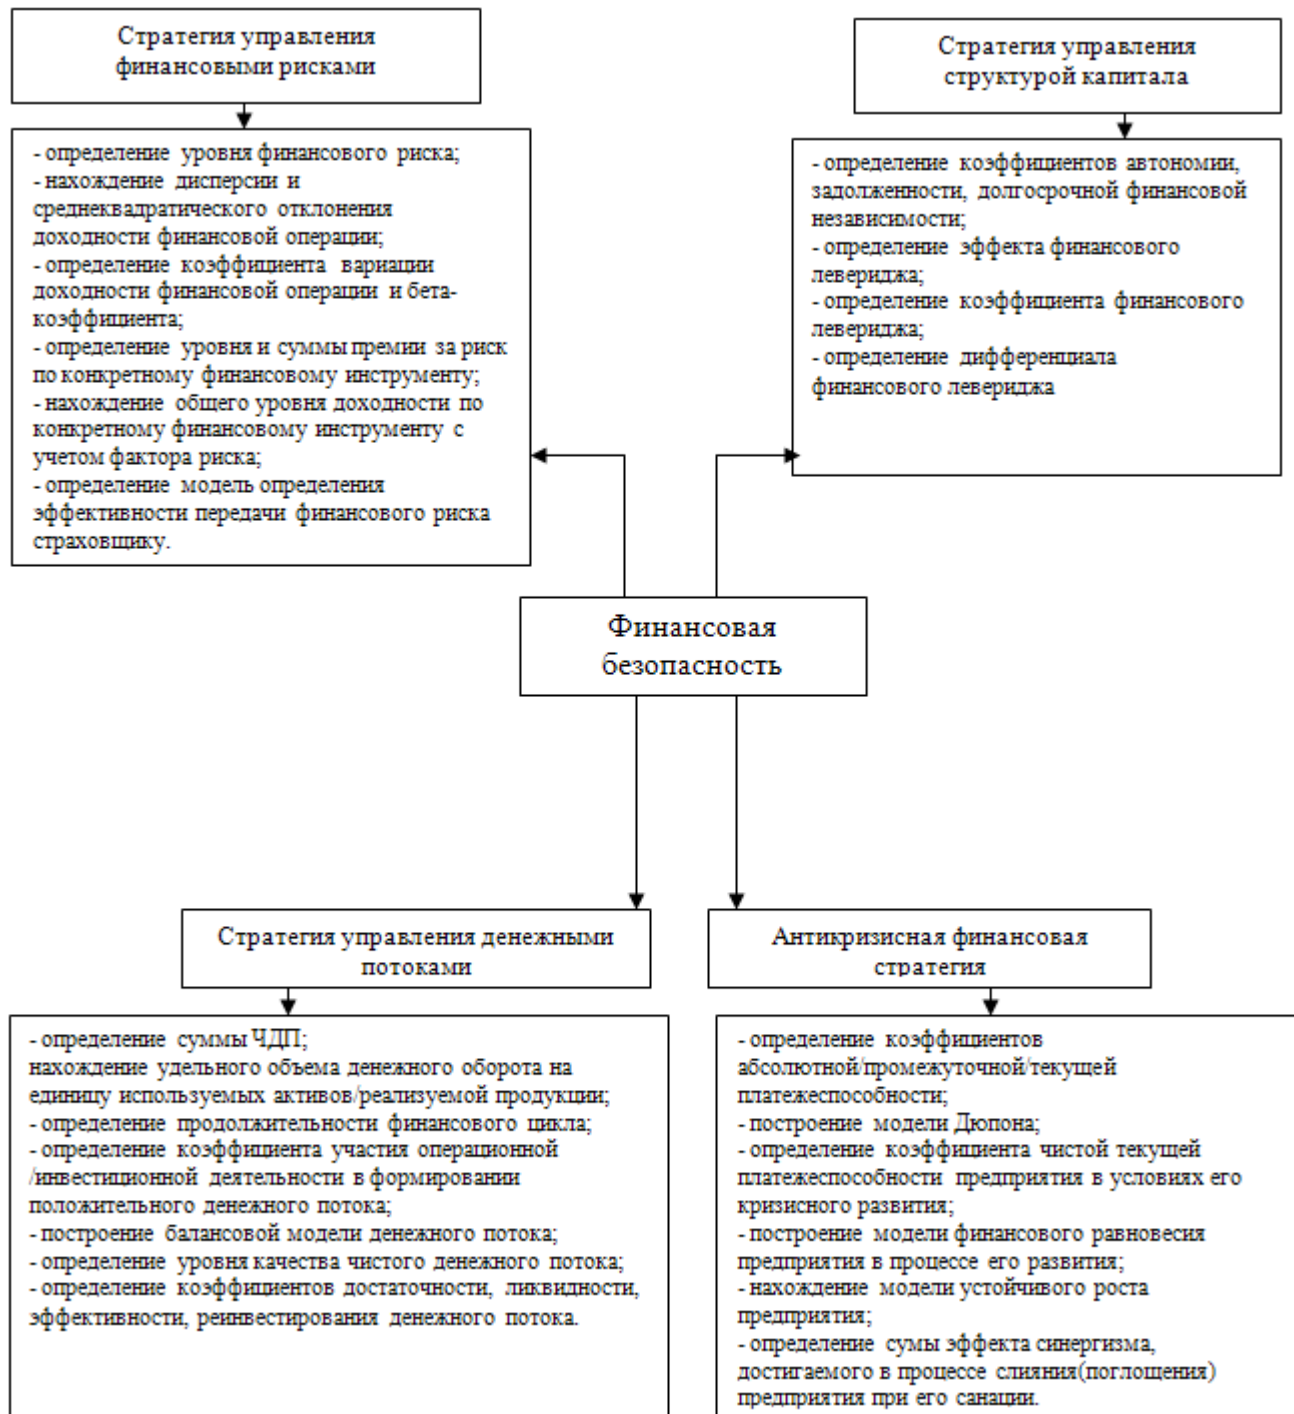 Стратегия управления
финансовыми рисками
Стратегия управления
структурой капитала
- определение уровня финансового риска;
- нахождение дисперсии и
среднеквадратического отклонения
доходности финансовой операции;
- определение коэффициента вариации
доходности финансовой операции и бета-
коэффициента;
- определение уровня и суммы премии за риск
по конкретному финансовому инструменту;
- нахождение общего уровня доходности по
конкретному финансовому инструменту с
учетом фактора риска;
- определение модель определения
эффективности передачи финансового риска
страховщику.
- определение коэффициентов автономии,
задолженности, долгосрочной финансовой
независимости;
- определение эффекта финансового
левериджа;
- определение коэффициента финансового
левериджа;
- определение дифференциала
финансового левериджа
Финансовая
безопасность
Стратегия управления денежными
потоками
Антикризисная финансовая
стратегия
- определение суммы ЧДП;
нахождение удельного объема денежного оборота на
единицу используемых активов/реализуемой продукции;
- определение продолжительности финансового цикла;
- определение коэффициента участия операционной
/инвестиционной деятельности в формировании
положительного денежного потока;
- построение балансовой модели денежного потока;
- определение уровня качества чистого денежного потока;
- определение коэффициентов достаточности, ликвидности,
эффективности, реинвестирования денежного потока.
- определение коэффициентов
абсолютной/промежуточной/текущей
платежеспособности;
- построение модели Дюпона;
- определение коэффициента чистой текущей
платежеспособности предприятия в условиях его
кризисного развития;
- построение модели финансового равновесия
предприятия в процессе его развития;
- нахождение модели устойчивого роста
предприятия;
- определение сумы эффекта синергизма,
достигаемого в процессе слияния(поглощения)
предприятия при его санации.